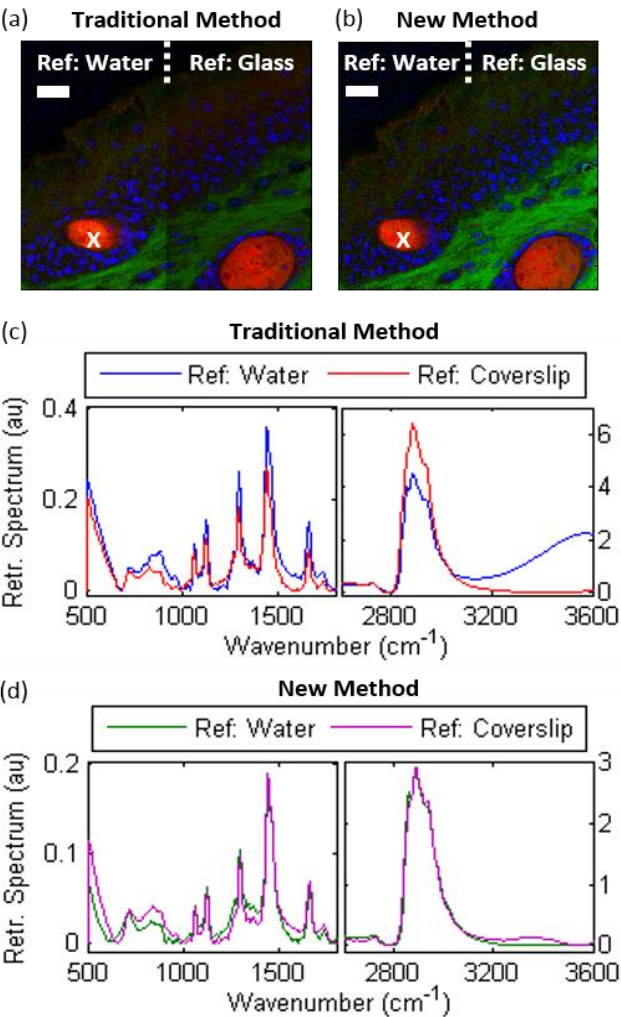 (a) Traditional Method (b) New Method
Ref: Water Ref: Glass Ref: Water Ref: Glass
X X
(c) Traditional Method
Ref: Water Ref: Coverslip
Retr. Spectrum (au)
0.4
0.2
0
6
4
2
0
500 1000 1500 2800 3200 3600
Wavenumber (cm⁻¹)
(d) New Method
Ref: Water Ref: Coverslip
Retr. Spectrum (au)
0.2
0.1
0
3
2
1
0
500 1000 1500 2800 3200 3600
Wavenumber (cm⁻¹)